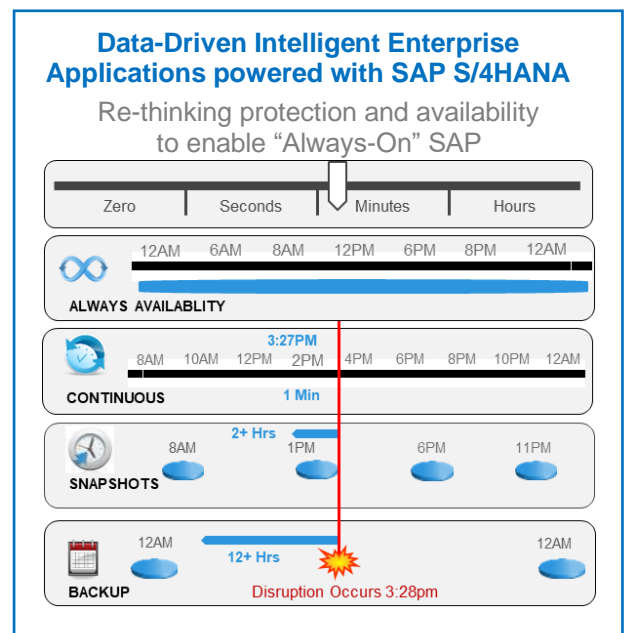 Data-Driven Intelligent Enterprise
Applications powered with SAP S/4HANA
Re-thinking protection and availability
to enable “Always-On” SAP
Zero Seconds Minutes Hours
12AM 6AM 8AM 12PM 6PM 8PM 12AM
ALWAYS AVAILABLITY
3:27PM
8AM 10AM 12PM 2PM 4PM 6PM 8PM 10PM 12AM
CONTINUOUS 1 Min
2+ Hrs
8AM 1PM 6PM 11PM
SNAPSHOTS
12AM 12AM
12+ Hrs
BACKUP Disruption Occurs 3:28pm